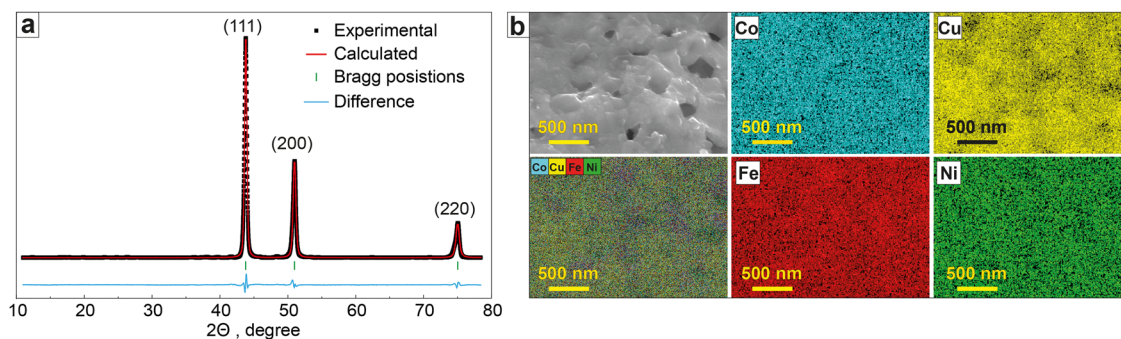 a
(111)
(200)
(220)
Experimental
Calculated
Bragg posistions
Difference
10 20 30 40 50 60 70 80
2Θ , degree
b
500 nm
Co
500 nm
Cu
500 nm
Co Cu Fe Ni
500 nm
Fe
500 nm
Ni
500 nm